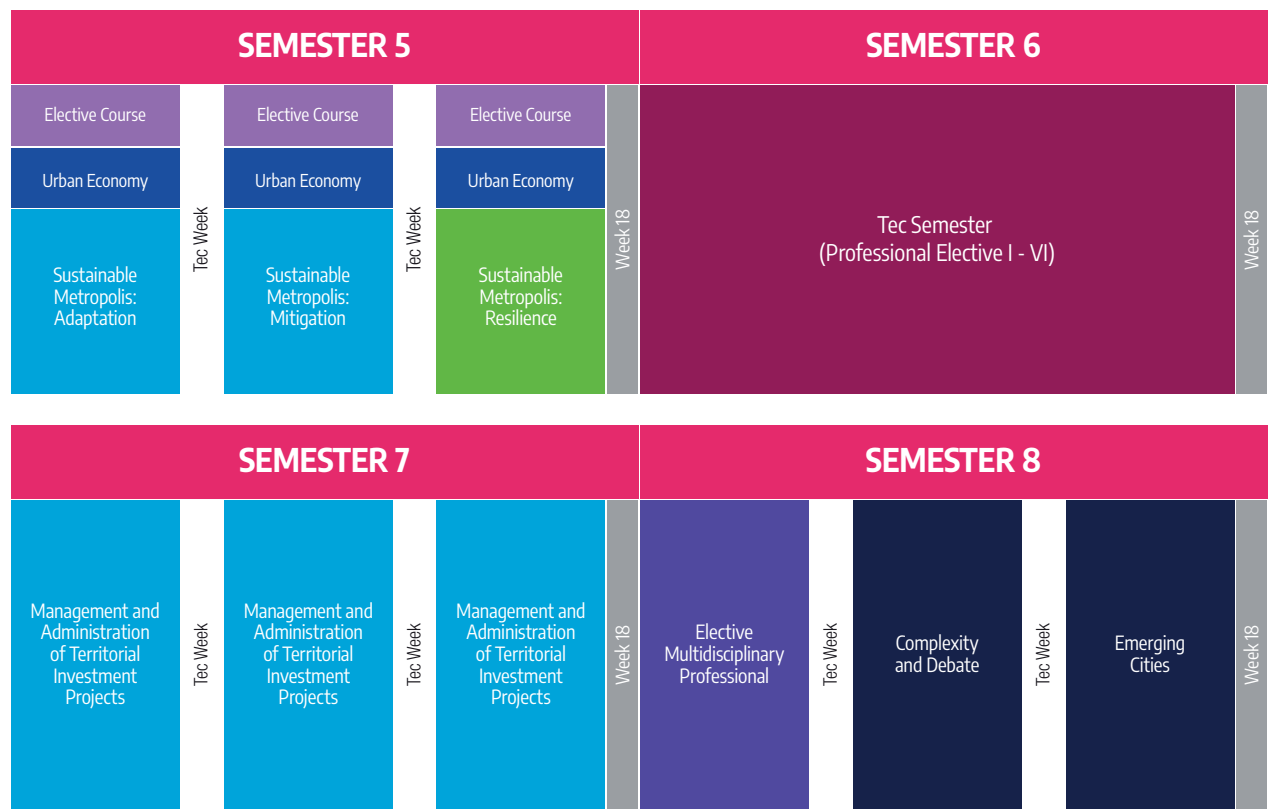 SEMESTER 5
Elective Course
Urban Economy
Sustainable
Metropolis:
Adaptation
Tec Week
Elective Course
Urban Economy
Sustainable
Metropolis:
Mitigation
Tec Week
Elective Course
Urban Economy
Sustainable
Metropolis:
Resilience
Week 18
SEMESTER 6
Tec Semester
(Professional Elective I - VI)
Week 18
SEMESTER 7
Management and
Administration
of Territorial
Investment
Projects
Tec Week
Management and
Administration
of Territorial
Investment
Projects
Tec Week
Management and
Administration
of Territorial
Investment
Projects
Week 18
SEMESTER 8
Elective
Multidisciplinary
Professional
Tec Week
Complexity
and Debate
Tec Week
Emerging
Cities
Week 18